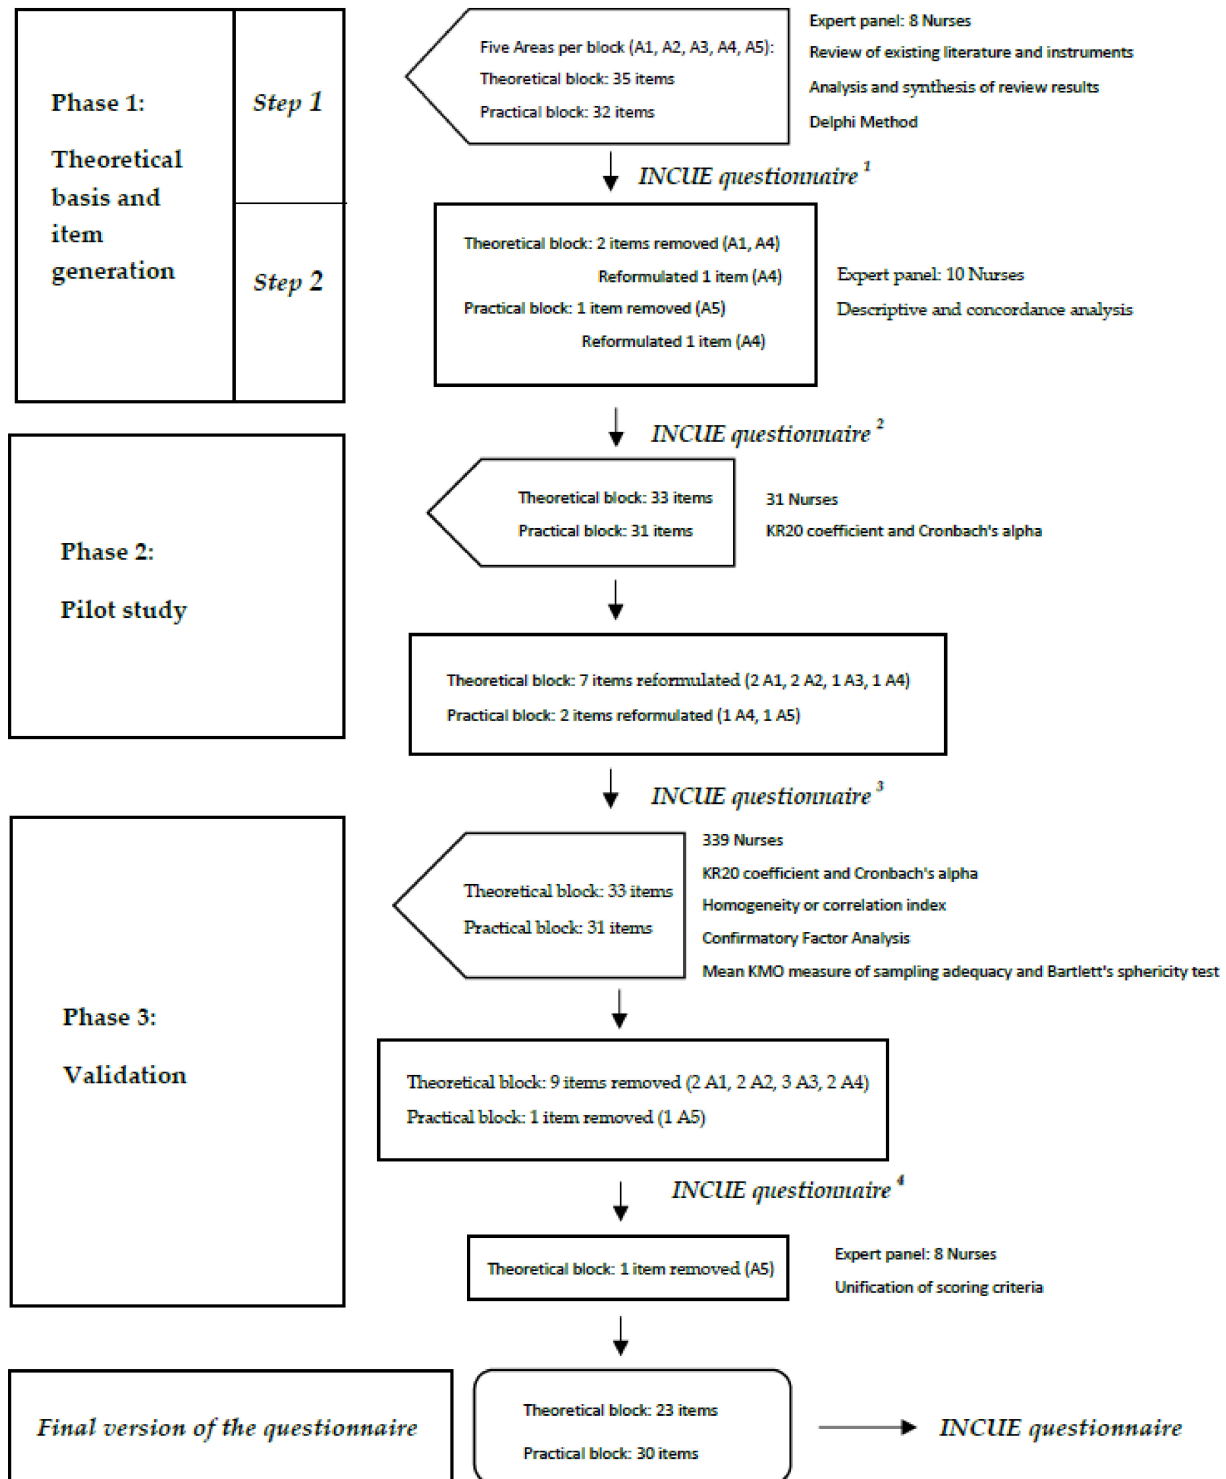 Phase 1:
Theoretical
basis and
item
generation
Step 1
Step 2
Five Areas per block (A1, A2, A3, A4, A5):
Theoretical block: 35 items
Practical block: 32 items
Expert panel: 8 Nurses
Review of existing literature and instruments
Analysis and synthesis of review results
Delphi Method
INCUE questionnaire 1
Theoretical block: 2 items removed (A1, A4)
Reformulated 1 item (A4)
Practical block: 1 item removed (A5)
Reformulated 1 item (A4)
Expert panel: 10 Nurses
Descriptive and concordance analysis
INCUE questionnaire 2
Phase 2:
Pilot study
Theoretical block: 33 items
Practical block: 31 items
31 Nurses
KR20 coefficient and Cronbach's alpha
Theoretical block: 7 items reformulated (2 A1, 2 A2, 1 A3, 1 A4)
Practical block: 2 items reformulated (1 A4, 1 A5)
INCUE questionnaire 3
Phase 3:
Validation
Theoretical block: 33 items
Practical block: 31 items
339 Nurses
KR20 coefficient and Cronbach's alpha
Homogeneity or correlation index
Confirmatory Factor Analysis
Mean KMO measure of sampling adequacy and Bartlett's sphericity test
Theoretical block: 9 items removed (2 A1, 2 A2, 3 A3, 2 A4)
Practical block: 1 item removed (1 A5)
INCUE questionnaire 4
Theoretical block: 1 item removed (A5)
Expert panel: 8 Nurses
Unification of scoring criteria
Final version of the questionnaire
Theoretical block: 23 items
Practical block: 30 items
INCUE questionnaire